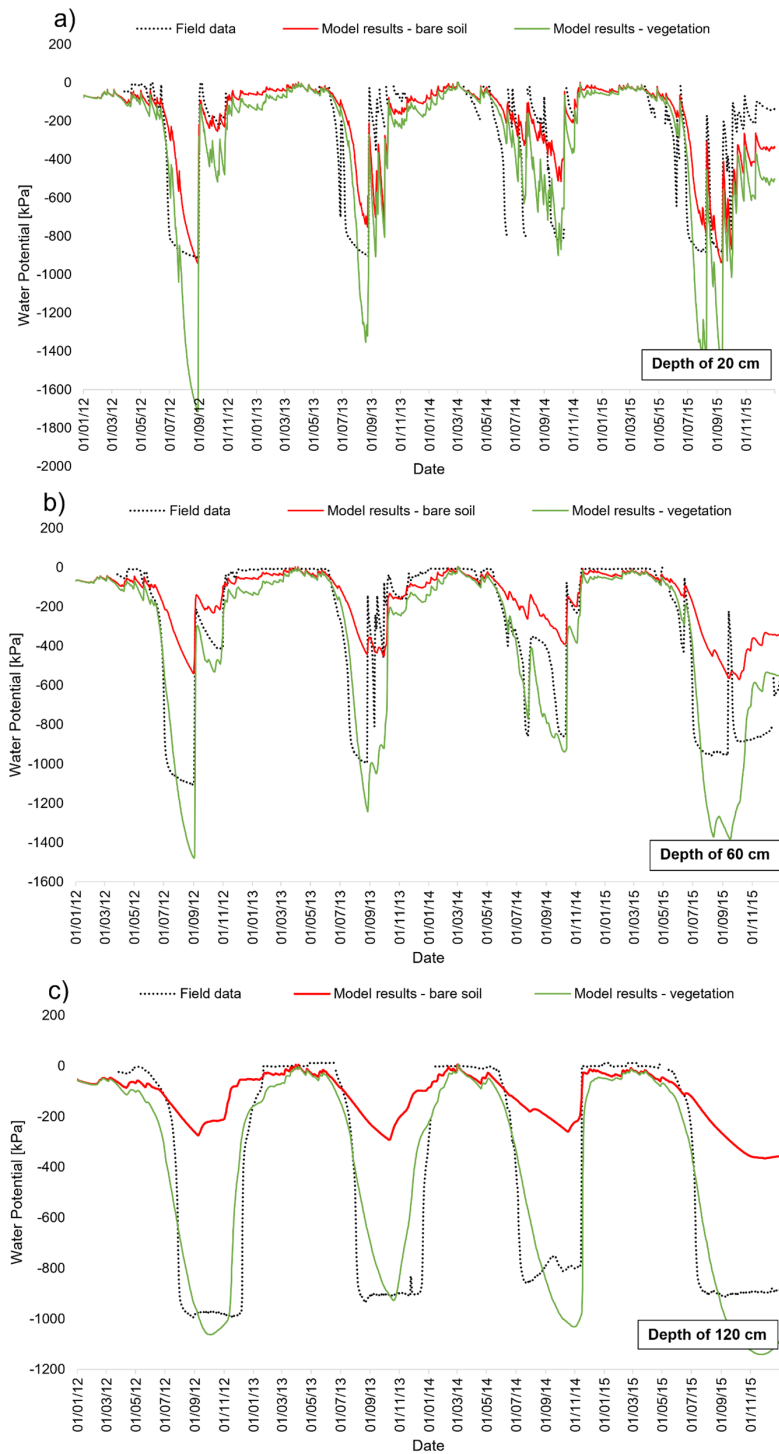 a)
Field data Model results - bare soil Model results - vegetation
200
0
-200
-400
-600
-800
-1000
-1200
-1400
-1600
-1800
-2000
Water Potential [kPa]
Depth of 20 cm
01/01/12 01/03/12 01/05/12 01/07/12 01/09/12 01/11/12 01/01/13 01/03/13 01/05/13 01/07/13 01/09/13 01/11/13 01/01/14 01/03/14 01/05/14 01/07/14 01/09/14 01/11/14 01/01/15 01/03/15 01/05/15 01/07/15 01/09/15 01/11/15
Date
b)
Field data Model results - bare soil Model results - vegetation
200
0
-200
-400
-600
-800
-1000
-1200
-1400
-1600
Water Potential [kPa]
Depth of 60 cm
01/01/12 01/03/12 01/05/12 01/07/12 01/09/12 01/11/12 01/01/13 01/03/13 01/05/13 01/07/13 01/09/13 01/11/13 01/01/14 01/03/14 01/05/14 01/07/14 01/09/14 01/11/14 01/01/15 01/03/15 01/05/15 01/07/15 01/09/15 01/11/15
Date
c)
Field data Model results - bare soil Model results - vegetation
200
0
-200
-400
-600
-800
-1000
-1200
Water Potential [kPa]
Depth of 120 cm
01/01/12 01/03/12 01/05/12 01/07/12 01/09/12 01/11/12 01/01/13 01/03/13 01/05/13 01/07/13 01/09/13 01/11/13 01/01/14 01/03/14 01/05/14 01/07/14 01/09/14 01/11/14 01/01/15 01/03/15 01/05/15 01/07/15 01/09/15 01/11/15
Date